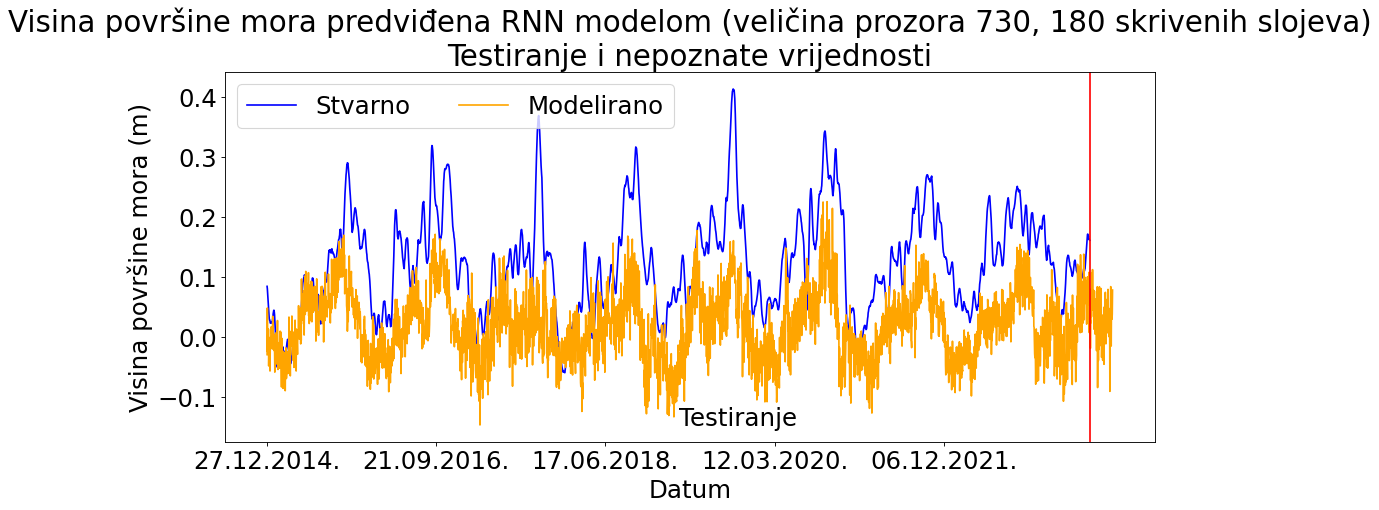 Visina površine mora predviđena RNN modelom (veličina prozora 730, 180 skrivenih slojeva)
Testiranje i nepoznate vrijednosti
Stvarno Modelirano
Visina površine mora (m)
0.4
0.3
0.2
0.1
0.0
−0.1
Testiranje
27.12.2014. 21.09.2016. 17.06.2018. 12.03.2020. 06.12.2021.
Datum